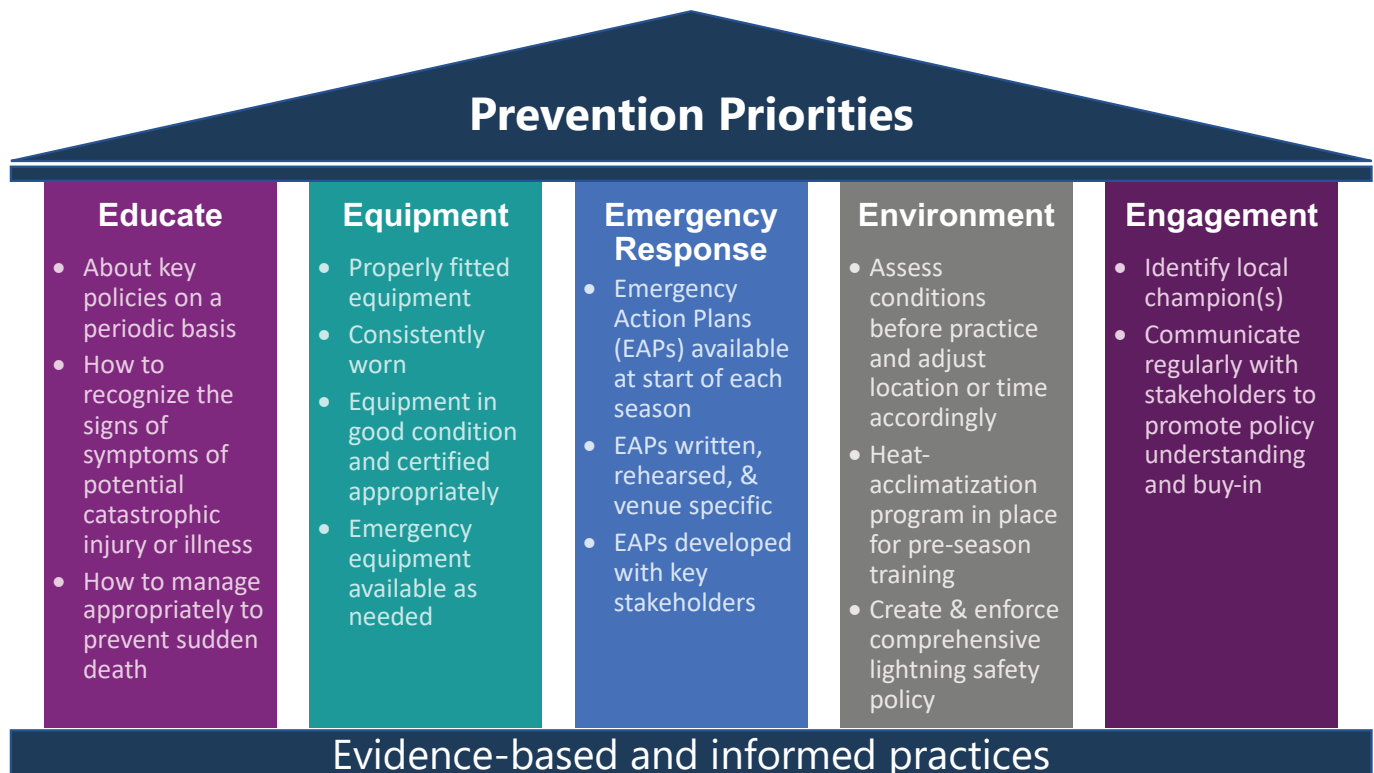 Prevention Priorities
Educate
• About key
policies on a
periodic basis
• How to
recognize the
signs of
symptoms of
potential
catastrophic
injury or illness
• How to manage
appropriately to
prevent sudden
death
Equipment
• Properly fitted
equipment
• Consistently
worn
• Equipment in
good condition
and certified
appropriately
• Emergency
equipment
available as
needed
Emergency
Response
• Emergency
Action Plans
(EAPs) available
at start of each
season
• EAPs written,
rehearsed, &
venue specific
• EAPs developed
with key
stakeholders
Environment
• Assess
conditions
before practice
and adjust
location or time
accordingly
• Heat-
acclimatization
program in place
for pre-season
training
• Create & enforce
comprehensive
lightning safety
policy
Engagement
• Identify local
champion(s)
• Communicate
regularly with
stakeholders to
promote policy
understanding
and buy-in
Evidence-based and informed practices